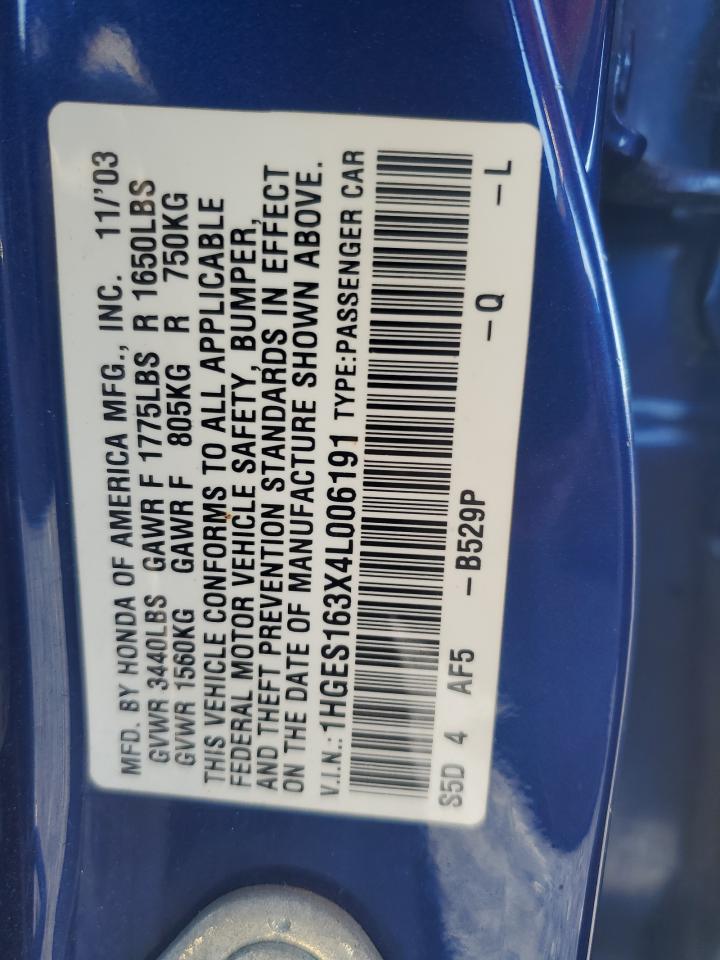 MFD. BY HONDA OF AMERICA MFG., INC. 11/'03
GVWR 3440LBS GAWR F 1775LBS R 1650LBS
GVWR 1560KG GAWR F 805KG R 750KG
THIS VEHICLE CONFORMS TO ALL APPLICABLE
FEDERAL MOTOR VEHICLE SAFETY, BUMPER,
AND THEFT PREVENTION STANDARDS IN EFFECT
ON THE DATE OF MANUFACTURE SHOWN ABOVE.
V.I.N.: 1HGES163X4L006191 TYPE:PASSENGER CAR
S5D 4 AF5 -B529P -Q -L